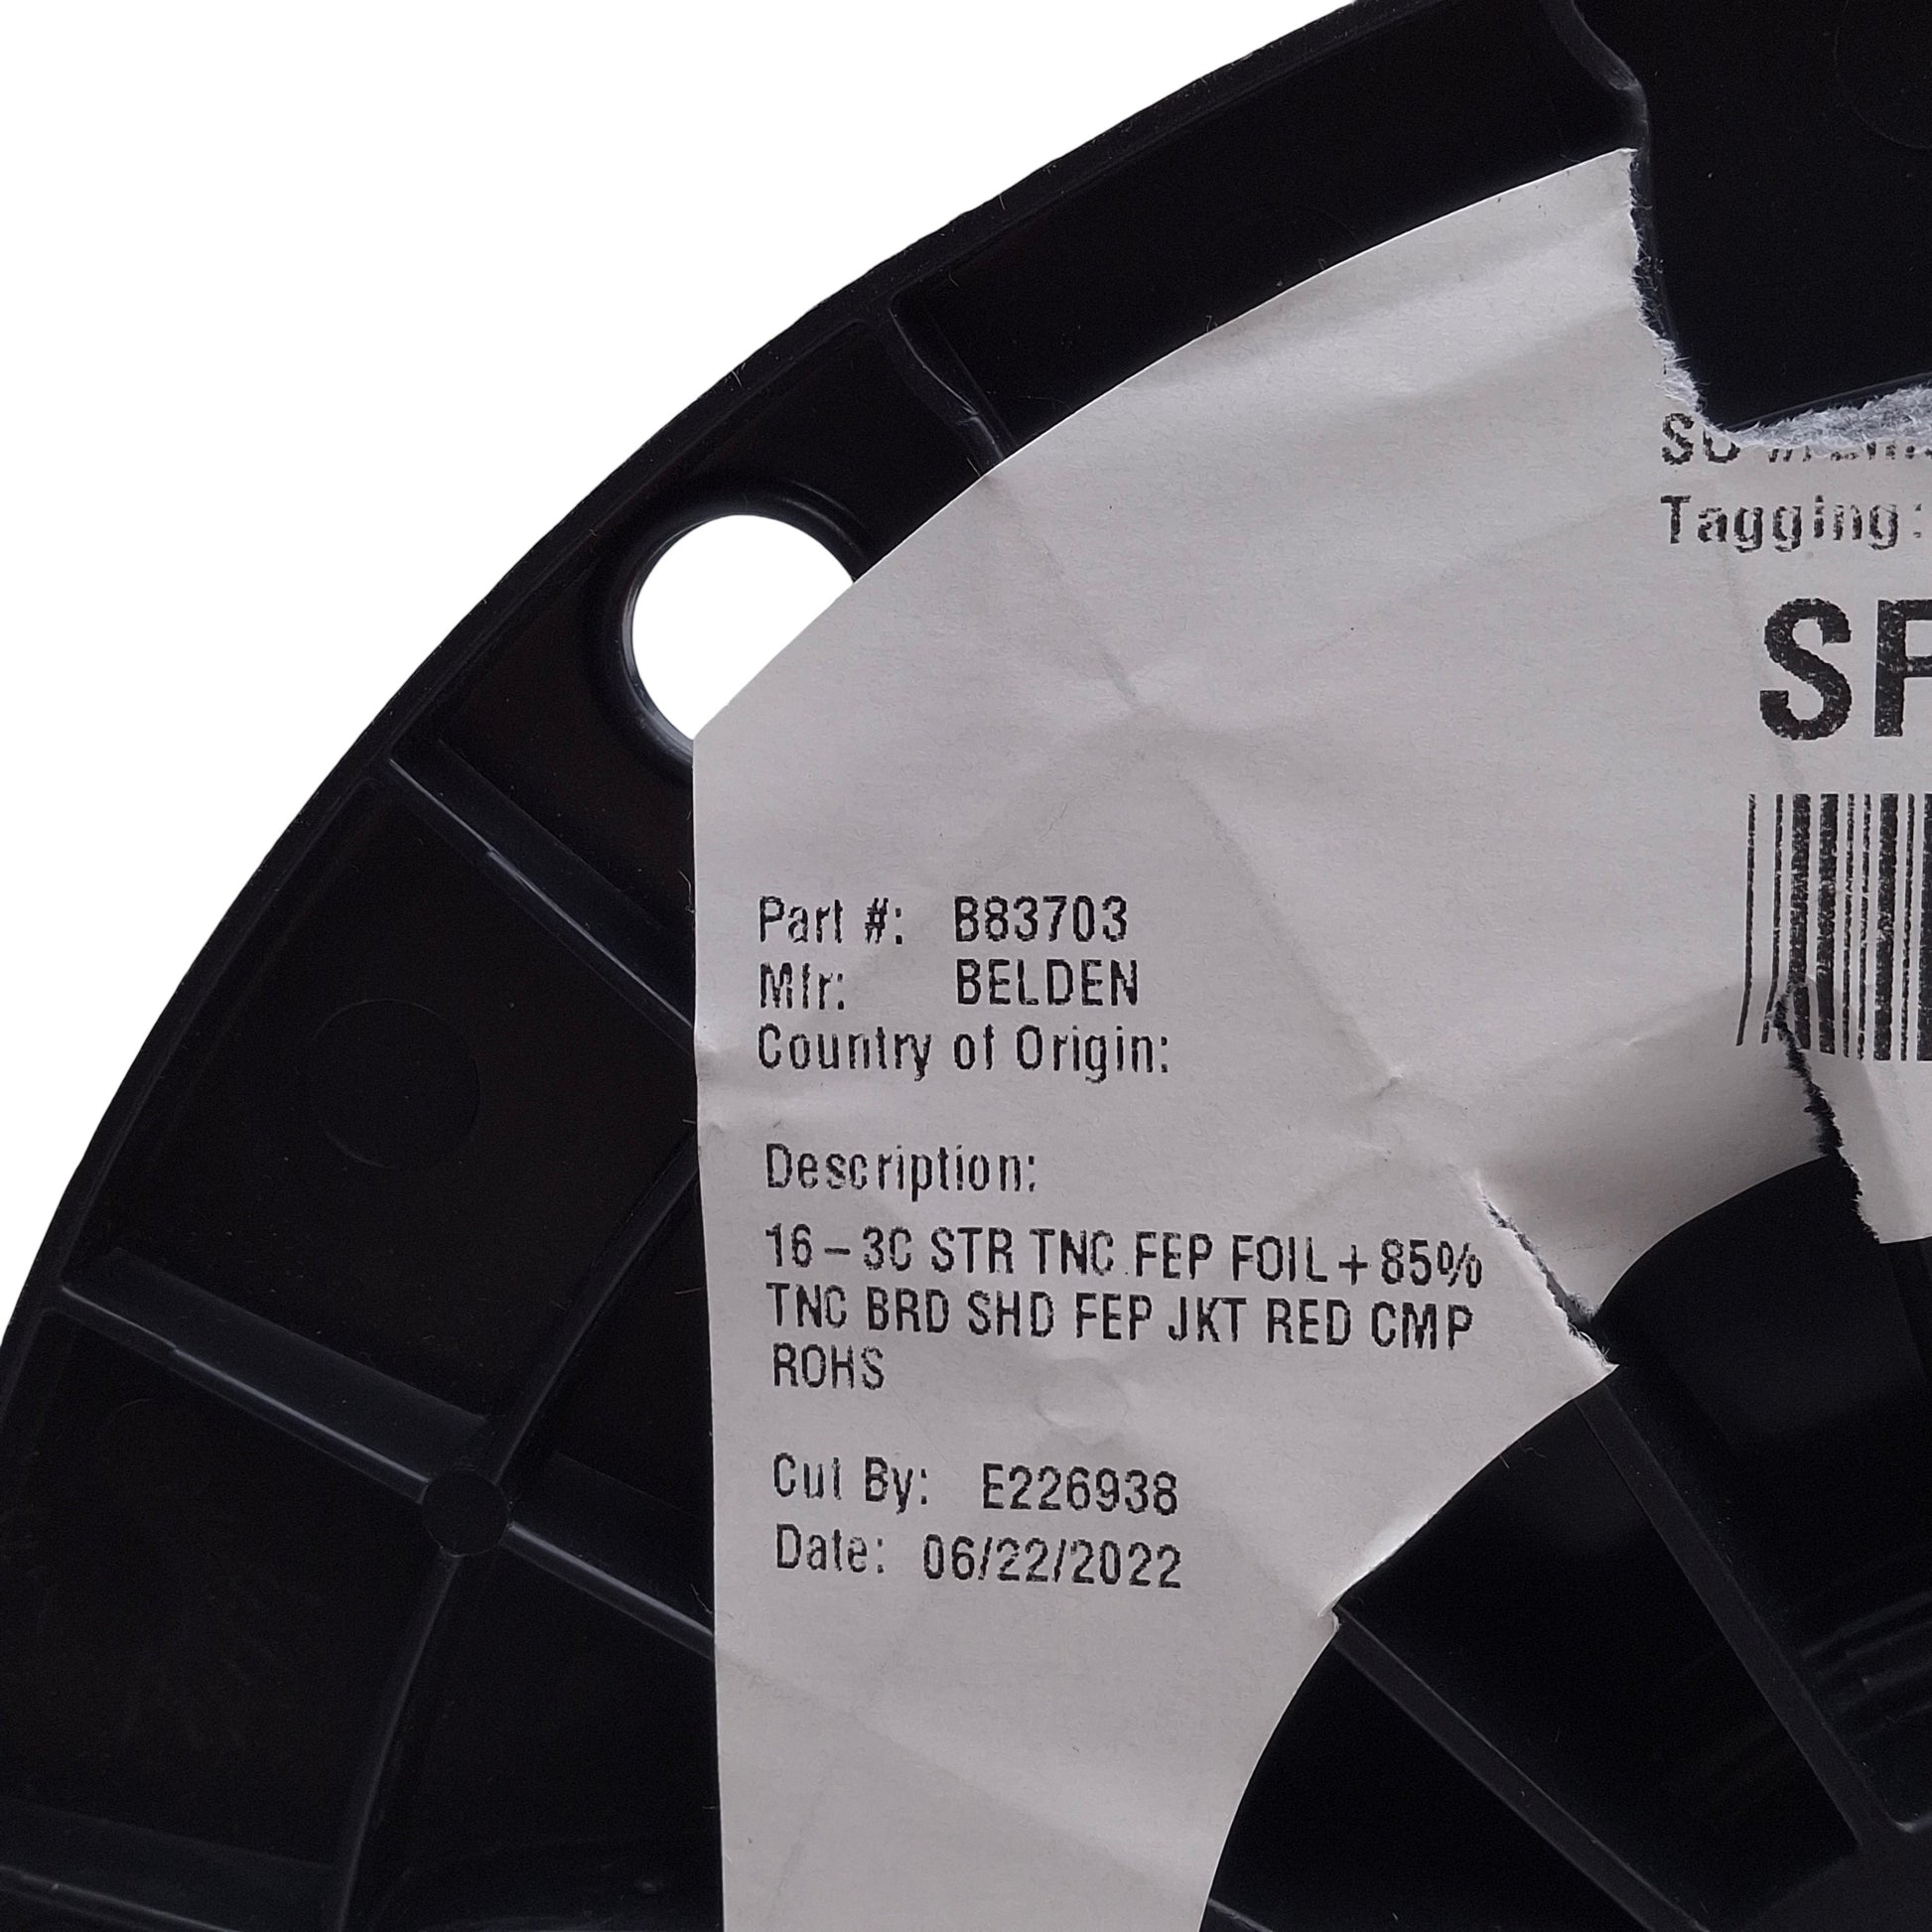 Tagging:
SP
Part #: B83703
Mfr: BELDEN
Country of Origin:
Description:
16-3C STR TNC FEP FOIL+85%
TNC BRD SHD FEP JKT RED CMP
ROHS
Cut By: E226938
Date: 06/22/2022